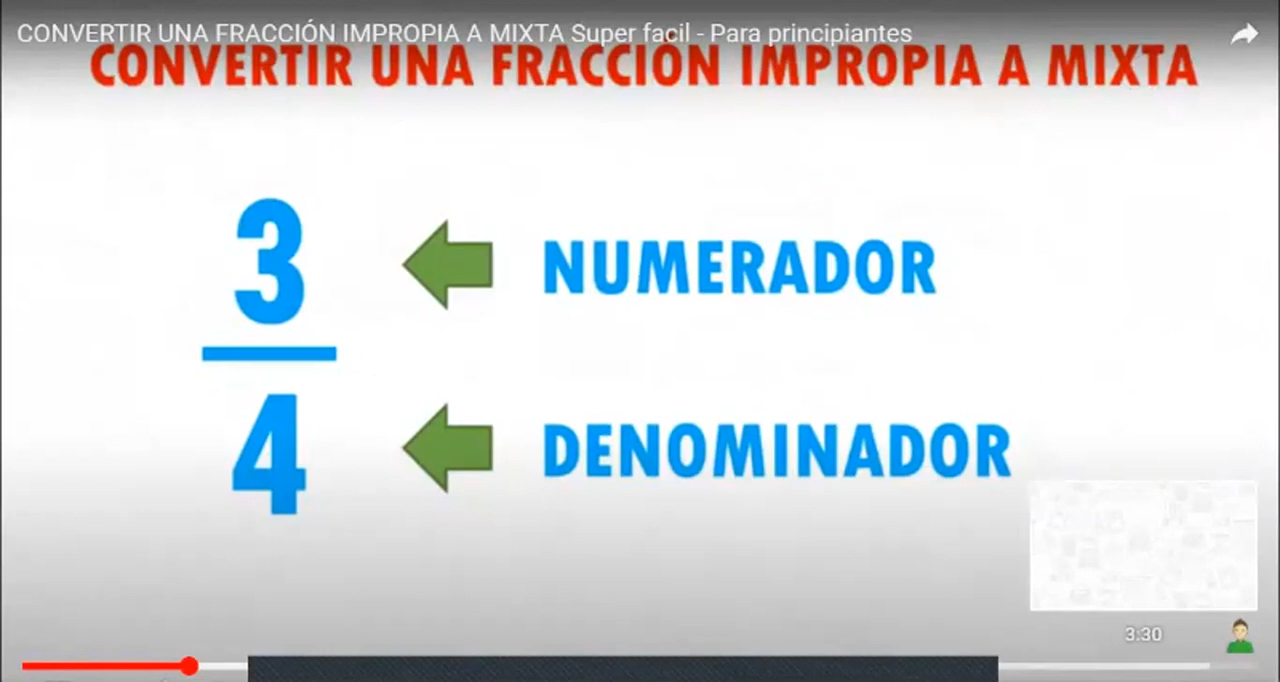 CONVERTIR UNA FRACCIÓN IMPROPIA A MIXTA Super facil - Para principiantes
CONVERTIR UNA FRACCIÓN IMPROPIA A MIXTA
3 NUMERADOR
4 DENOMINADOR
3:30